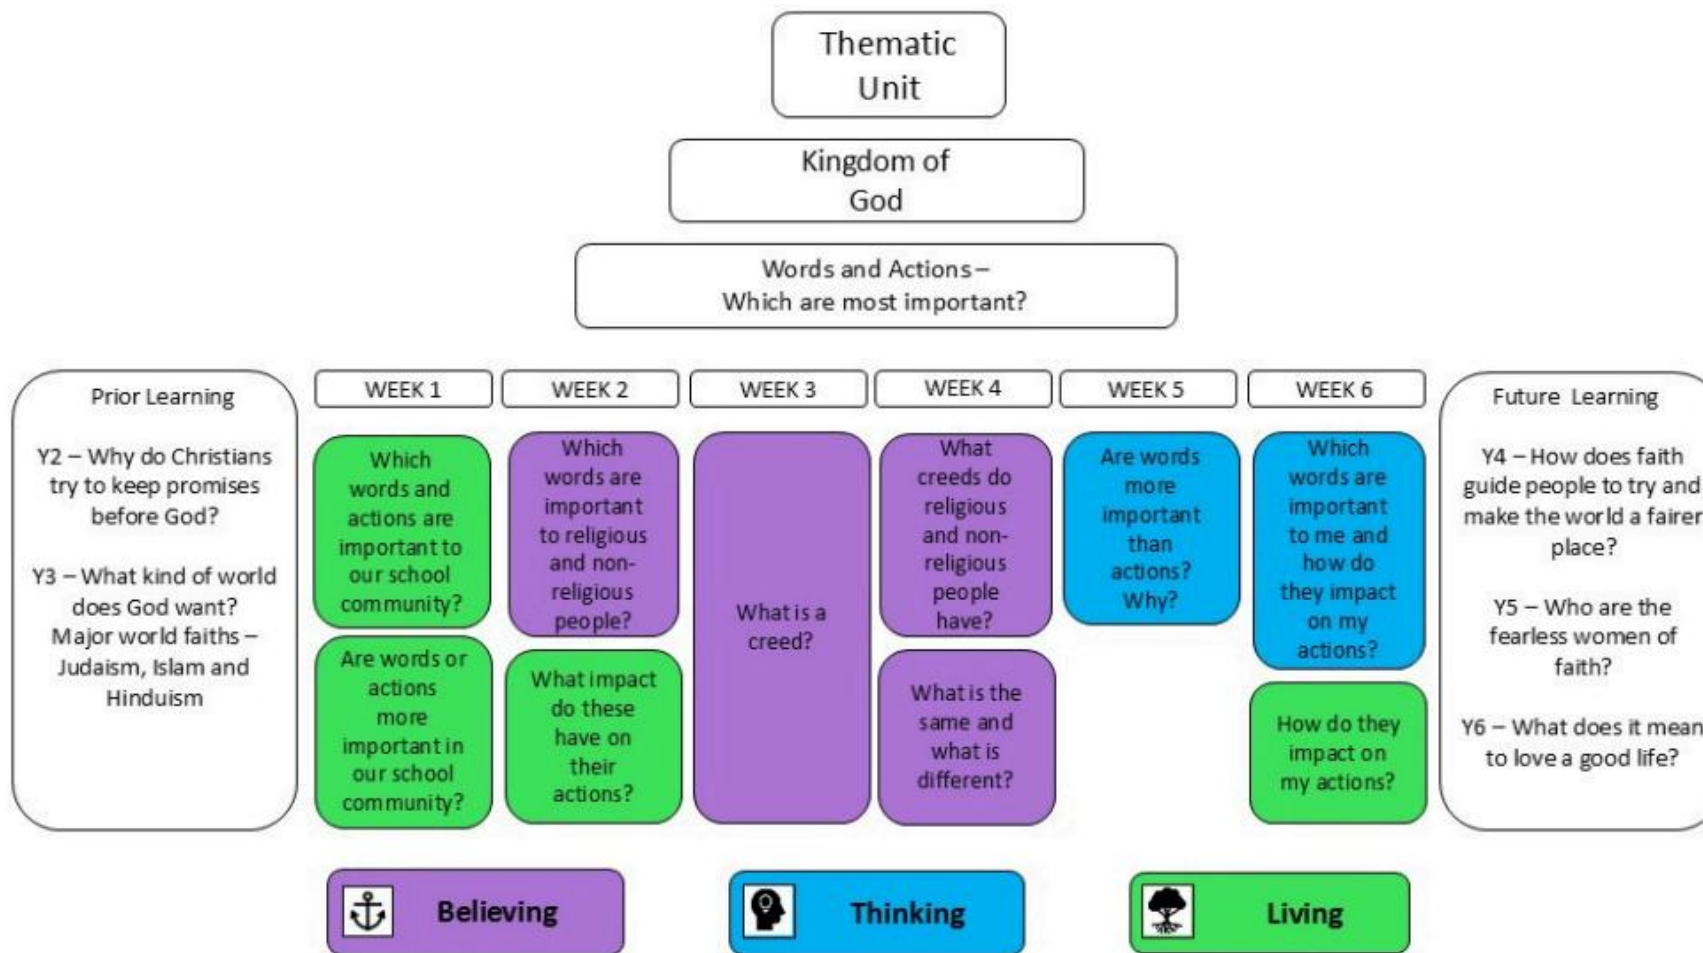 Thematic
Unit
Kingdom of
God
Words and Actions –
Which are most important?
Prior Learning
Y2 – Why do Christians
try to keep promises
before God?
Y3 – What kind of world
does God want?
Major world faiths –
Judaism, Islam and
Hinduism
WEEK 1
Which
words and
actions are
important to
our school
community?
Are words or
actions
more
important in
our school
community?
WEEK 2
Which
words are
important
to religious
and non-
religious
people?
What impact
do these
have on
their
actions?
WEEK 3
What is a
creed?
WEEK 4
What
creeds do
religious
and non-
religious
people
have?
What is the
same and
what is
different?
WEEK 5
Are words
more
important
than
actions?
Why?
WEEK 6
Which
words are
important
to me and
how do
they impact
on my
actions?
How do they
impact on
my actions?
Future Learning
Y4 – How does faith
guide people to try and
make the world a fairer
place?
Y5 – Who are the
fearless women of
faith?
Y6 – What does it mean
to love a good life?
Believing
Thinking
Living